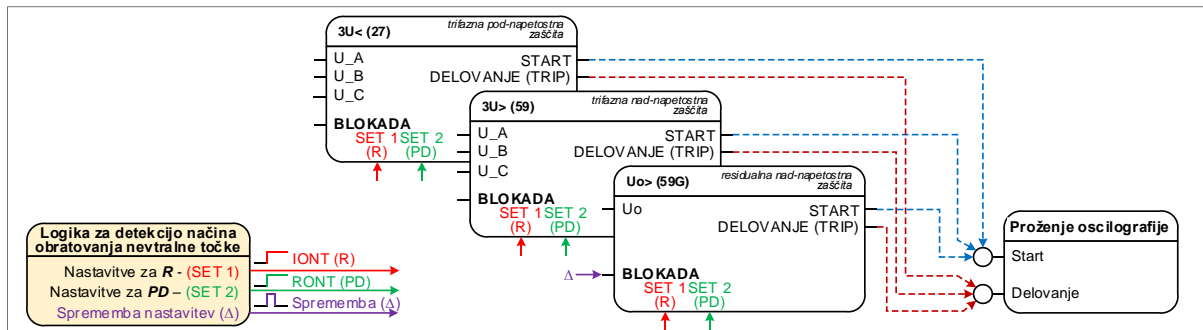 3U< (27)
trifazna pod-napetostna
zaščita
U_A
U_B
U_C
START
DELOVANJE (TRIP)
BLOKADA
SET 1
(R)
SET 2
(PD)
3U> (59)
trifazna nad-napetostna
zaščita
U_A
U_B
U_C
START
DELOVANJE (TRIP)
BLOKADA
SET 1
(R)
SET 2
(PD)
Uo> (59G)
residualna nad-napetostna
zaščita
Uo
START
DELOVANJE (TRIP)
Δ
BLOKADA
SET 1
(R)
SET 2
(PD)
Logika za detekcijo načina
obratovanja nevtralne točke
Nastavitve za R - (SET 1)
Nastavitve za PD – (SET 2)
Sprememba nastavitev (Δ)
IONT (R)
RONT (PD)
Sprememba (Δ)
Proženje oscilografije
Start
Delovanje